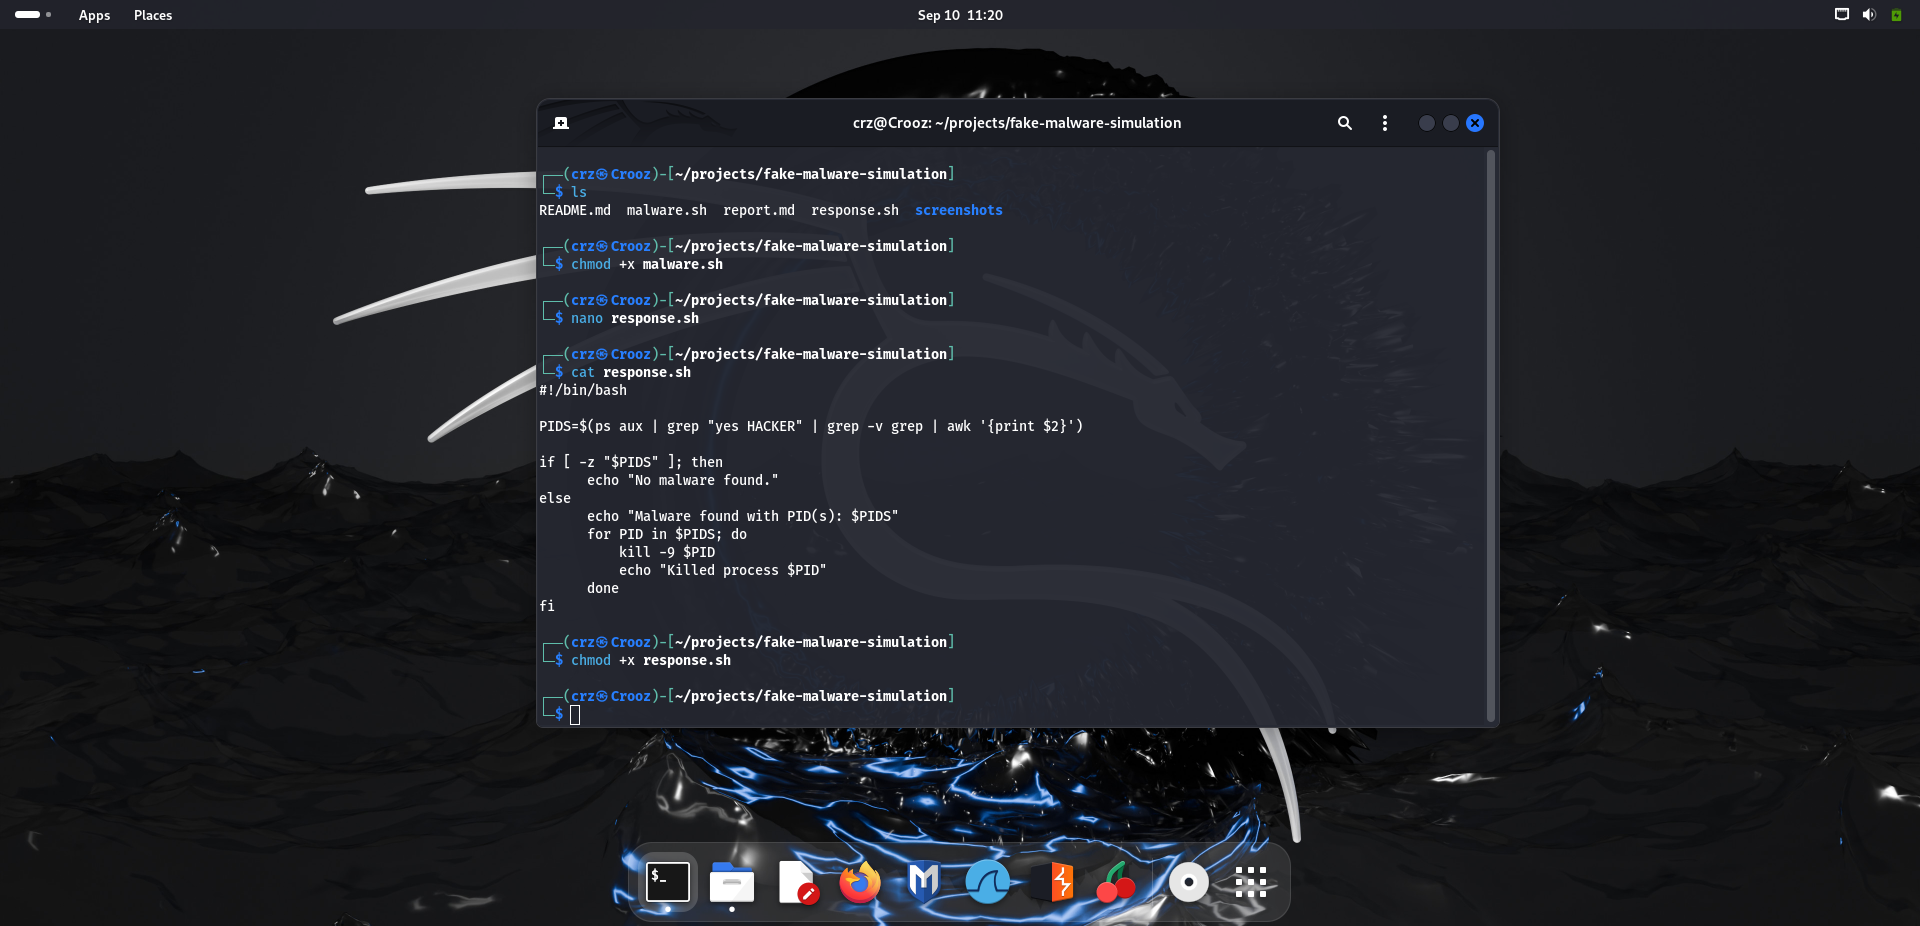 Apps Places Sep 10 11:20
crz@Crooz: ~/projects/fake-malware-simulation
┌──(crz㉿Crooz)-[~/projects/fake-malware-simulation]
└─$ ls
README.md  malware.sh  report.md  response.sh  screenshots
┌──(crz㉿Crooz)-[~/projects/fake-malware-simulation]
└─$ chmod +x malware.sh
┌──(crz㉿Crooz)-[~/projects/fake-malware-simulation]
└─$ nano response.sh
┌──(crz㉿Crooz)-[~/projects/fake-malware-simulation]
└─$ cat response.sh
#!/bin/bash
PIDS=$(ps aux | grep "yes HACKER" | grep -v grep | awk '{print $2}')
if [ -z "$PIDS" ]; then
      echo "No malware found."
else
      echo "Malware found with PID(s): $PIDS"
      for PID in $PIDS; do
          kill -9 $PID
          echo "Killed process $PID"
      done
fi
┌──(crz㉿Crooz)-[~/projects/fake-malware-simulation]
└─$ chmod +x response.sh
┌──(crz㉿Crooz)-[~/projects/fake-malware-simulation]
└─$
$_